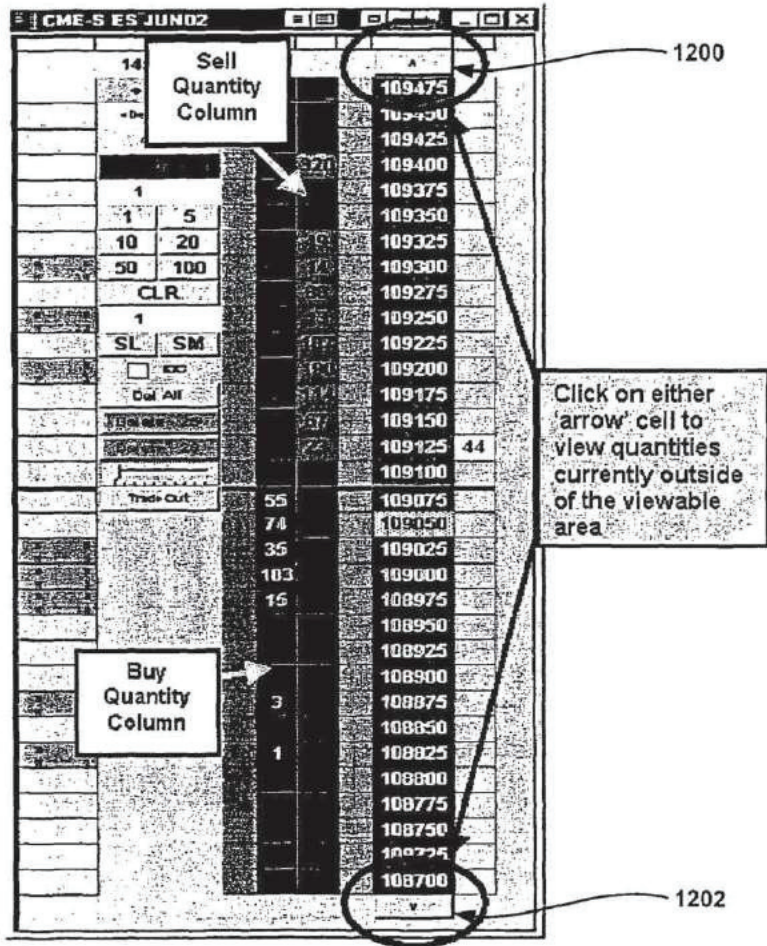 CME-S ES JUN02
1200
Sell
Quantity
Column
109475
109450
109425
109400
1 109375
1 5 109350
10 20 109325
50 100 109300
CLR. 109275
1 109250
SL SM 109225
109200
Del All 109175
109150
109125 44
109100
Trade Out 55 109075
74 109050
35 109025
103 109000
15 108975
108950
108925
108900
3 108875
108850
1 108825
108800
108775
108750
108725
108700
Buy
Quantity
Column
Click on either
'arrow' cell to
view quantities
currently outside
of the viewable
area
1202